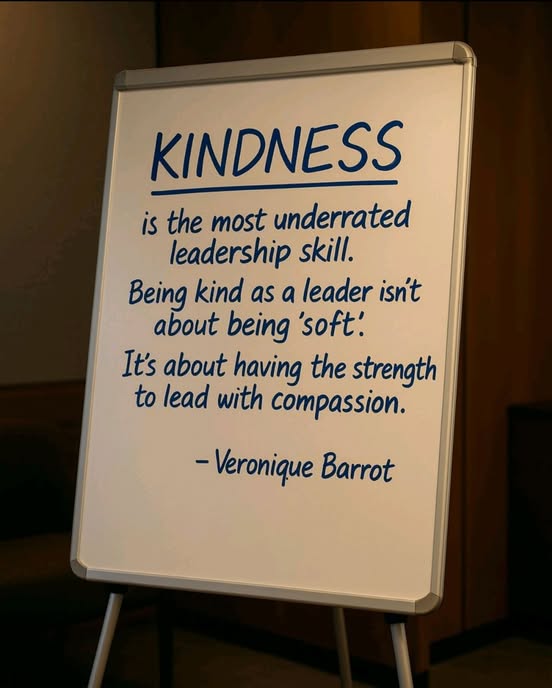 KINDNESS
is the most underrated
leadership skill.
Being kind as a leader isn't
about being 'soft'.
It's about having the strength
to lead with compassion.
– Veronique Barrot